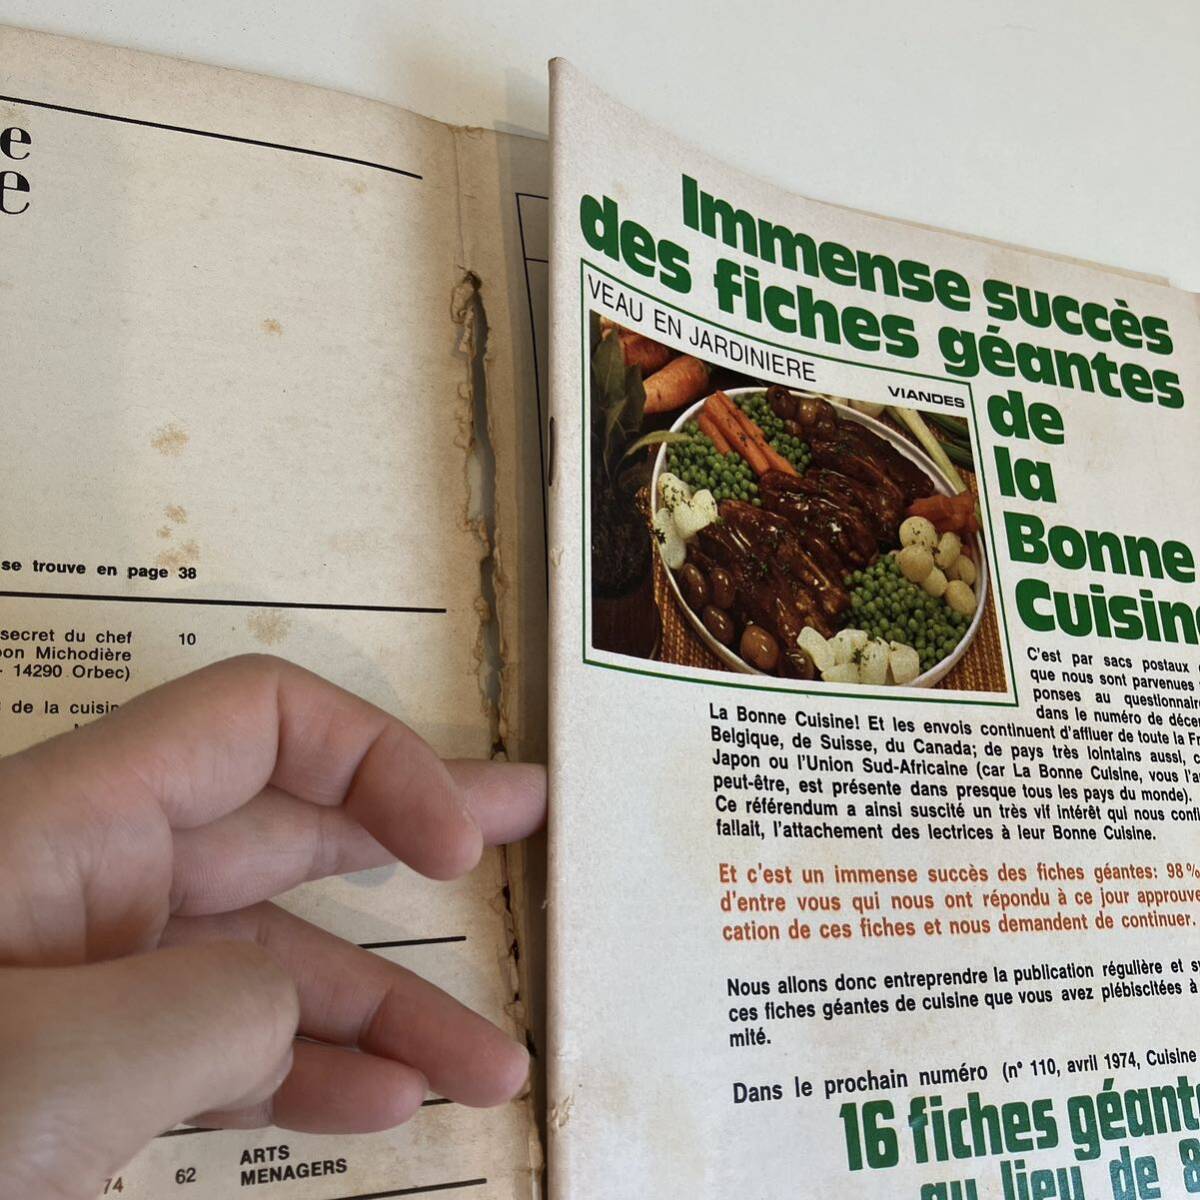 e
e
se trouve en page 38
secret du chef 10
Michodière
- 14290 Orbec)
de la cuisin
74 62 ARTS
MENAGERS
Immense succès
des fiches géantes
de
la
Bonne
Cuisin
VEAU EN JARDINIERE
VIANDES
C'est par sacs postaux
que nous sont parvenues
ponses au questionnair
dans le numéro de déce
La Bonne Cuisine! Et les envois continuent d'affluer de toute la Fr
Belgique, de Suisse, du Canada; de pays très lointains aussi, c
Japon ou l'Union Sud-Africaine (car La Bonne Cuisine, vous l'a
peut-être, est présente dans presque tous les pays du monde).
Ce référendum a ainsi suscité un très vif intérêt qui nous confi
fallait, l'attachement des lectrices à leur Bonne Cuisine.
Et c'est un immense succès des fiches géantes: 98%
d'entre vous qui nous ont répondu à ce jour approuve
cation de ces fiches et nous demandent de continuer.
Nous allons donc entreprendre la publication régulière et s
ces fiches géantes de cuisine que vous avez plébiscitées à
mité.
Dans le prochain numéro (n° 110, avril 1974, Cuisine
16 fiches géant
au lieu de 8